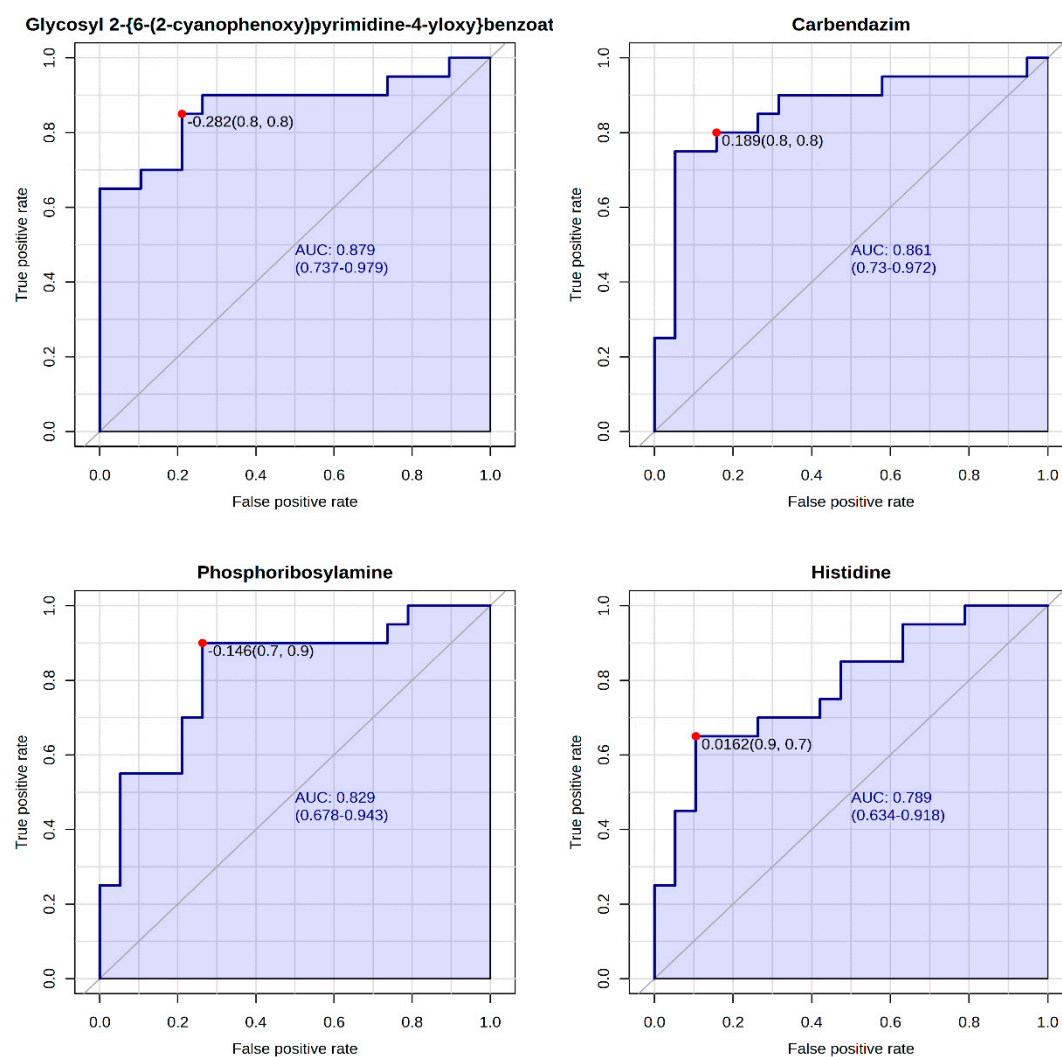 Glycosyl 2-{6-(2-cyanophenoxy)pyrimidine-4-yloxy}benzoat
True positive rate
0.0 0.2 0.4 0.6 0.8 1.0
-0.282(0.8, 0.8)
AUC: 0.879
(0.737-0.979)
0.0 0.2 0.4 0.6 0.8 1.0
False positive rate
Carbendazim
True positive rate
0.0 0.2 0.4 0.6 0.8 1.0
0.189(0.8, 0.8)
AUC: 0.861
(0.73-0.972)
0.0 0.2 0.4 0.6 0.8 1.0
False positive rate
Phosphoribosylamine
True positive rate
0.0 0.2 0.4 0.6 0.8 1.0
-0.146(0.7, 0.9)
AUC: 0.829
(0.678-0.943)
0.0 0.2 0.4 0.6 0.8 1.0
False positive rate
Histidine
True positive rate
0.0 0.2 0.4 0.6 0.8 1.0
0.0162(0.9, 0.7)
AUC: 0.789
(0.634-0.918)
0.0 0.2 0.4 0.6 0.8 1.0
False positive rate